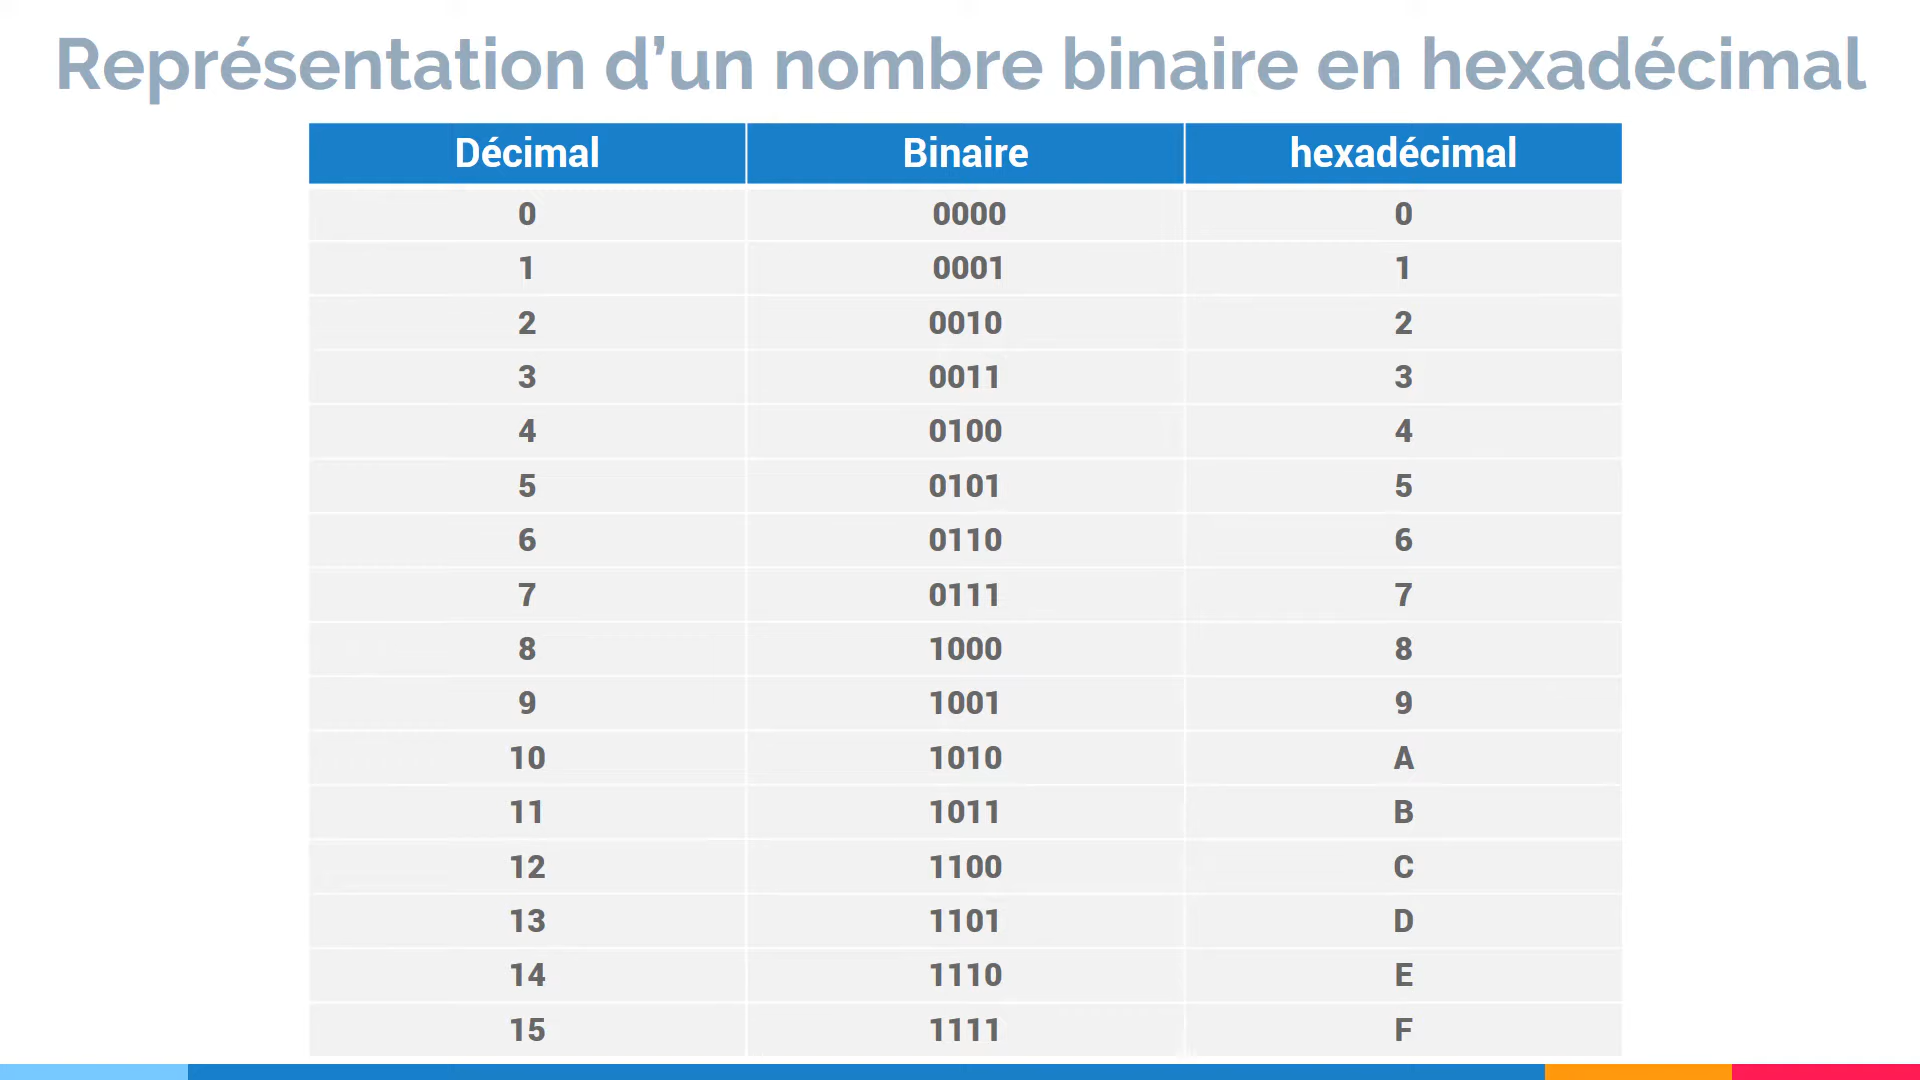 Représentation d’un nombre binaire en hexadécimal
Décimal Binaire hexadécimal
0 0000 0
1 0001 1
2 0010 2
3 0011 3
4 0100 4
5 0101 5
6 0110 6
7 0111 7
8 1000 8
9 1001 9
10 1010 A
11 1011 B
12 1100 C
13 1101 D
14 1110 E
15 1111 F